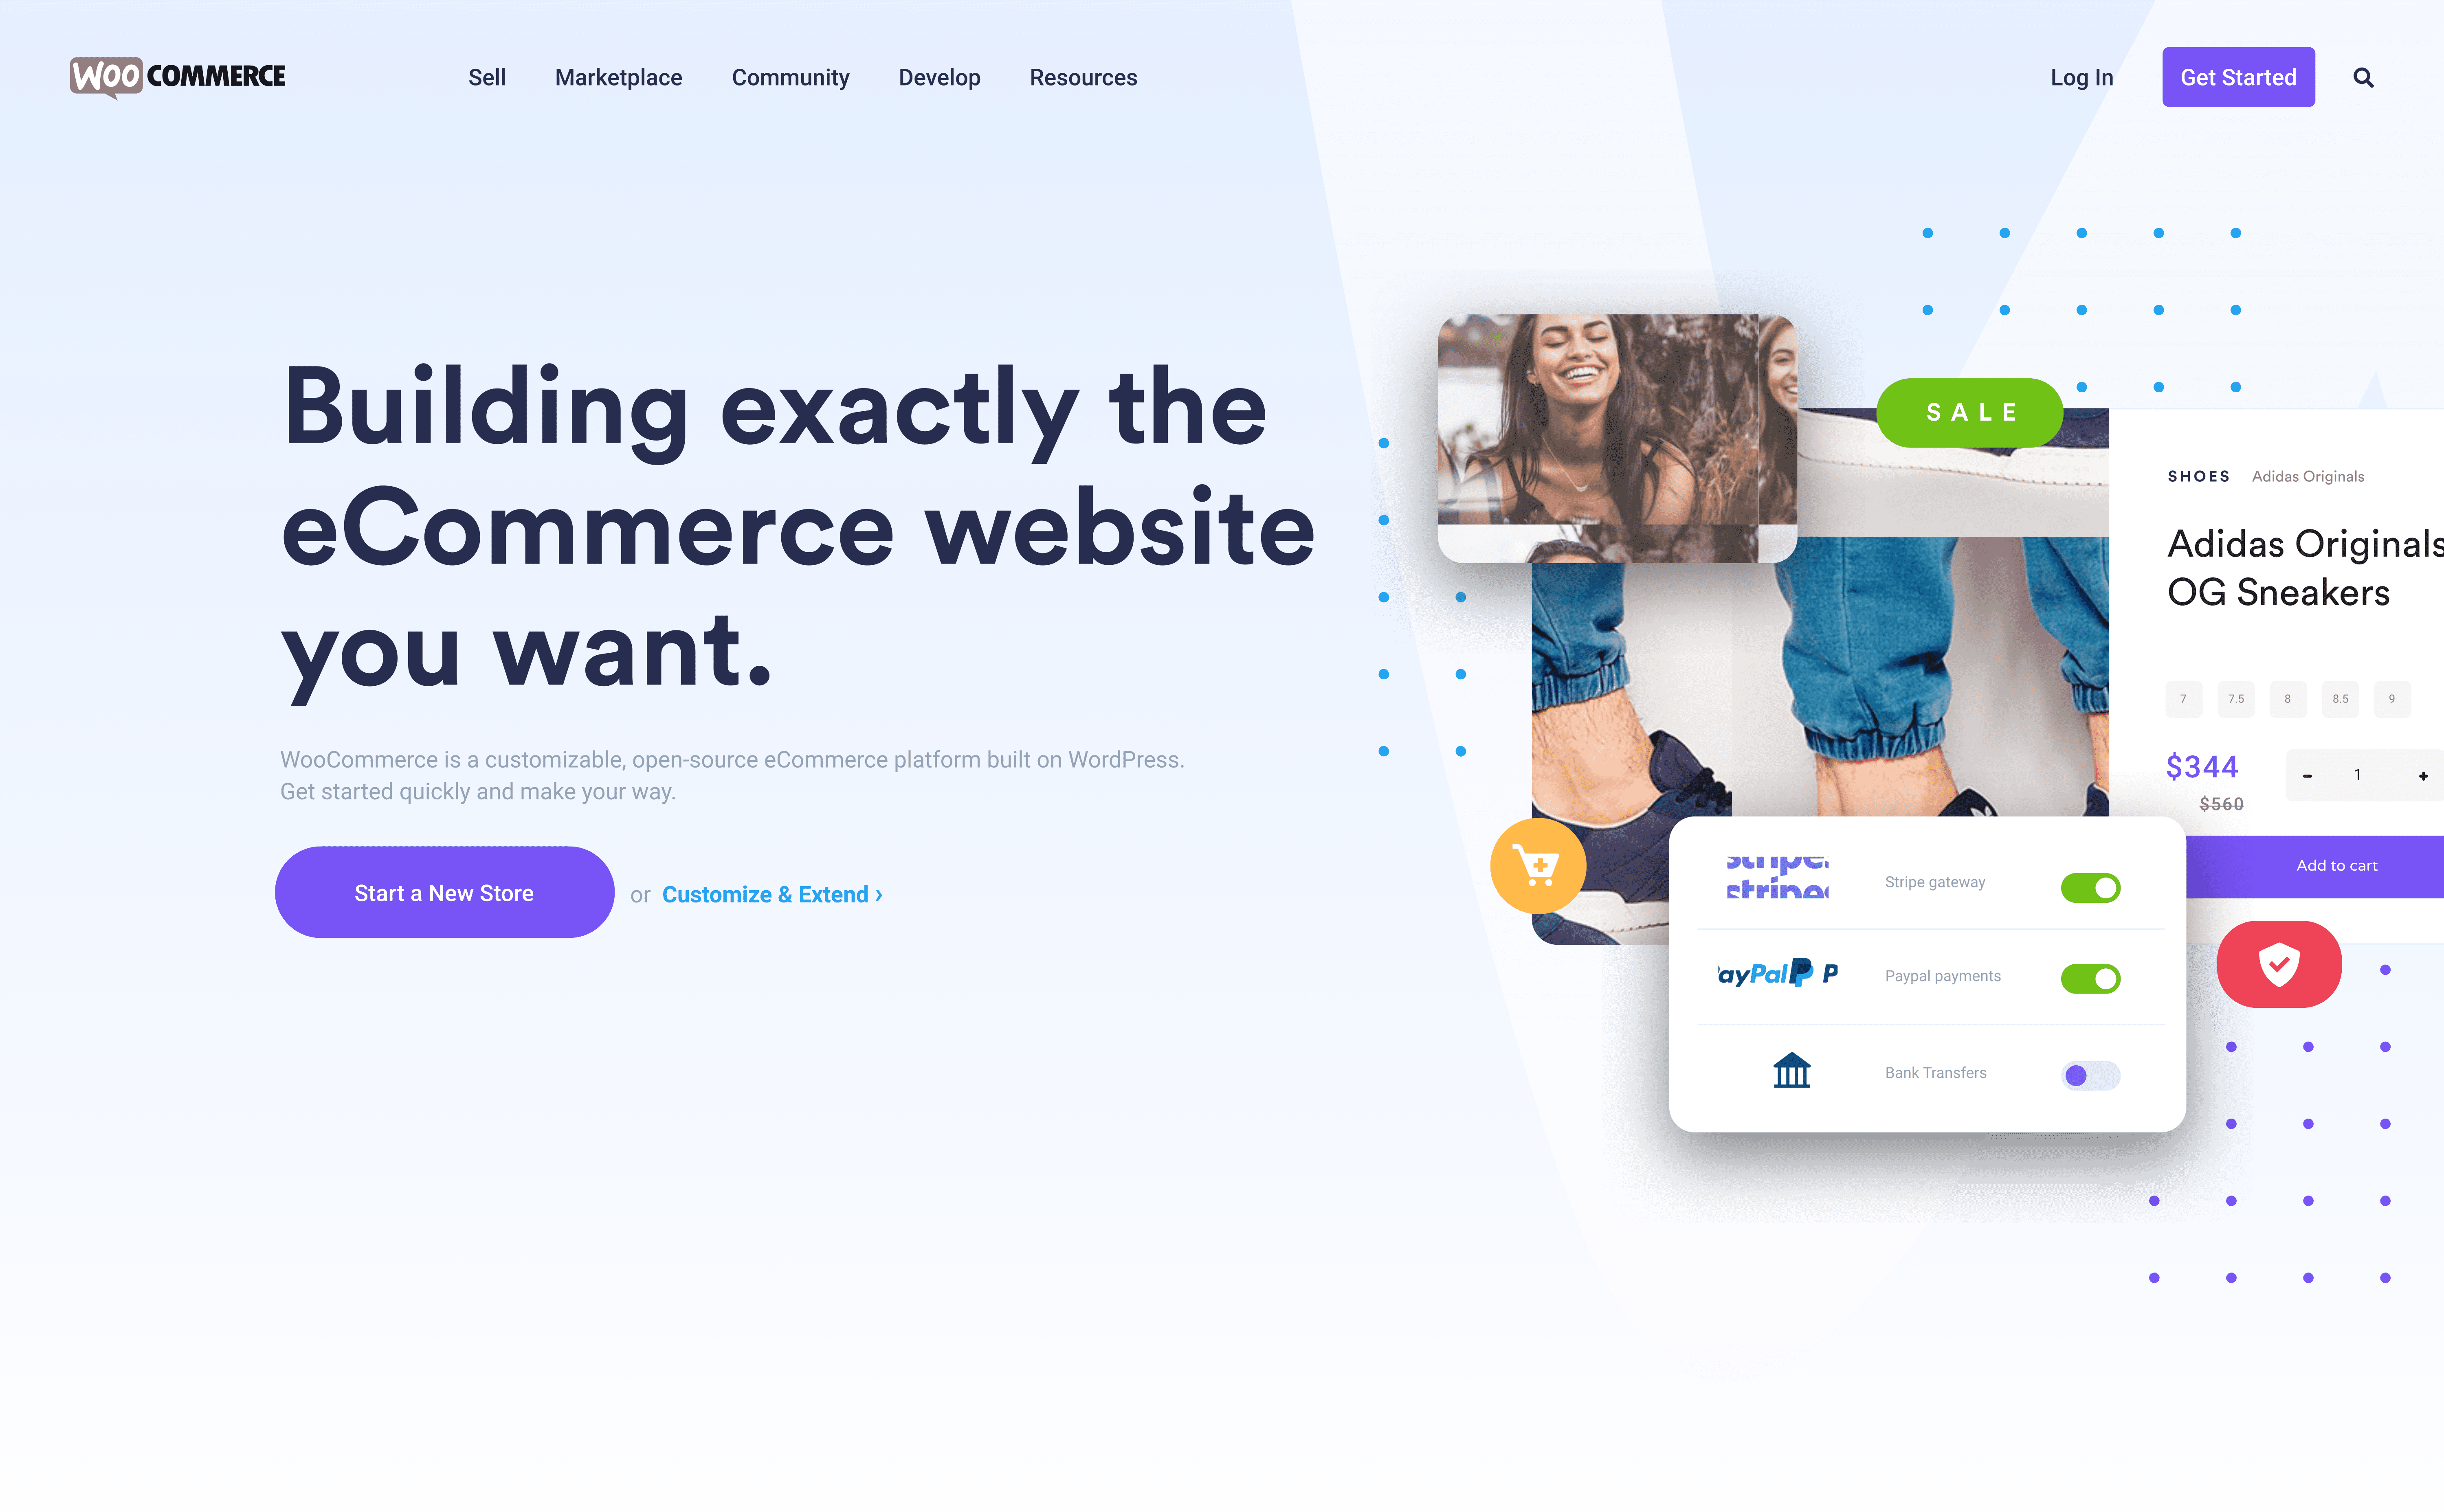 WOO COMMERCE
Sell Marketplace Community Develop Resources
Log In Get Started
Building exactly the
eCommerce website
you want.
WooCommerce is a customizable, open-source eCommerce platform built on WordPress.
Get started quickly and make your way.
Start a New Store or Customize & Extend ›
SALE
SHOES Adidas Originals
Adidas Originals
OG Sneakers
7 7.5 8 8.5 9
$344 - 1 +
$560
Add to cart
stripe
stripe
Stripe gateway
ayPal P
Paypal payments
Bank Transfers